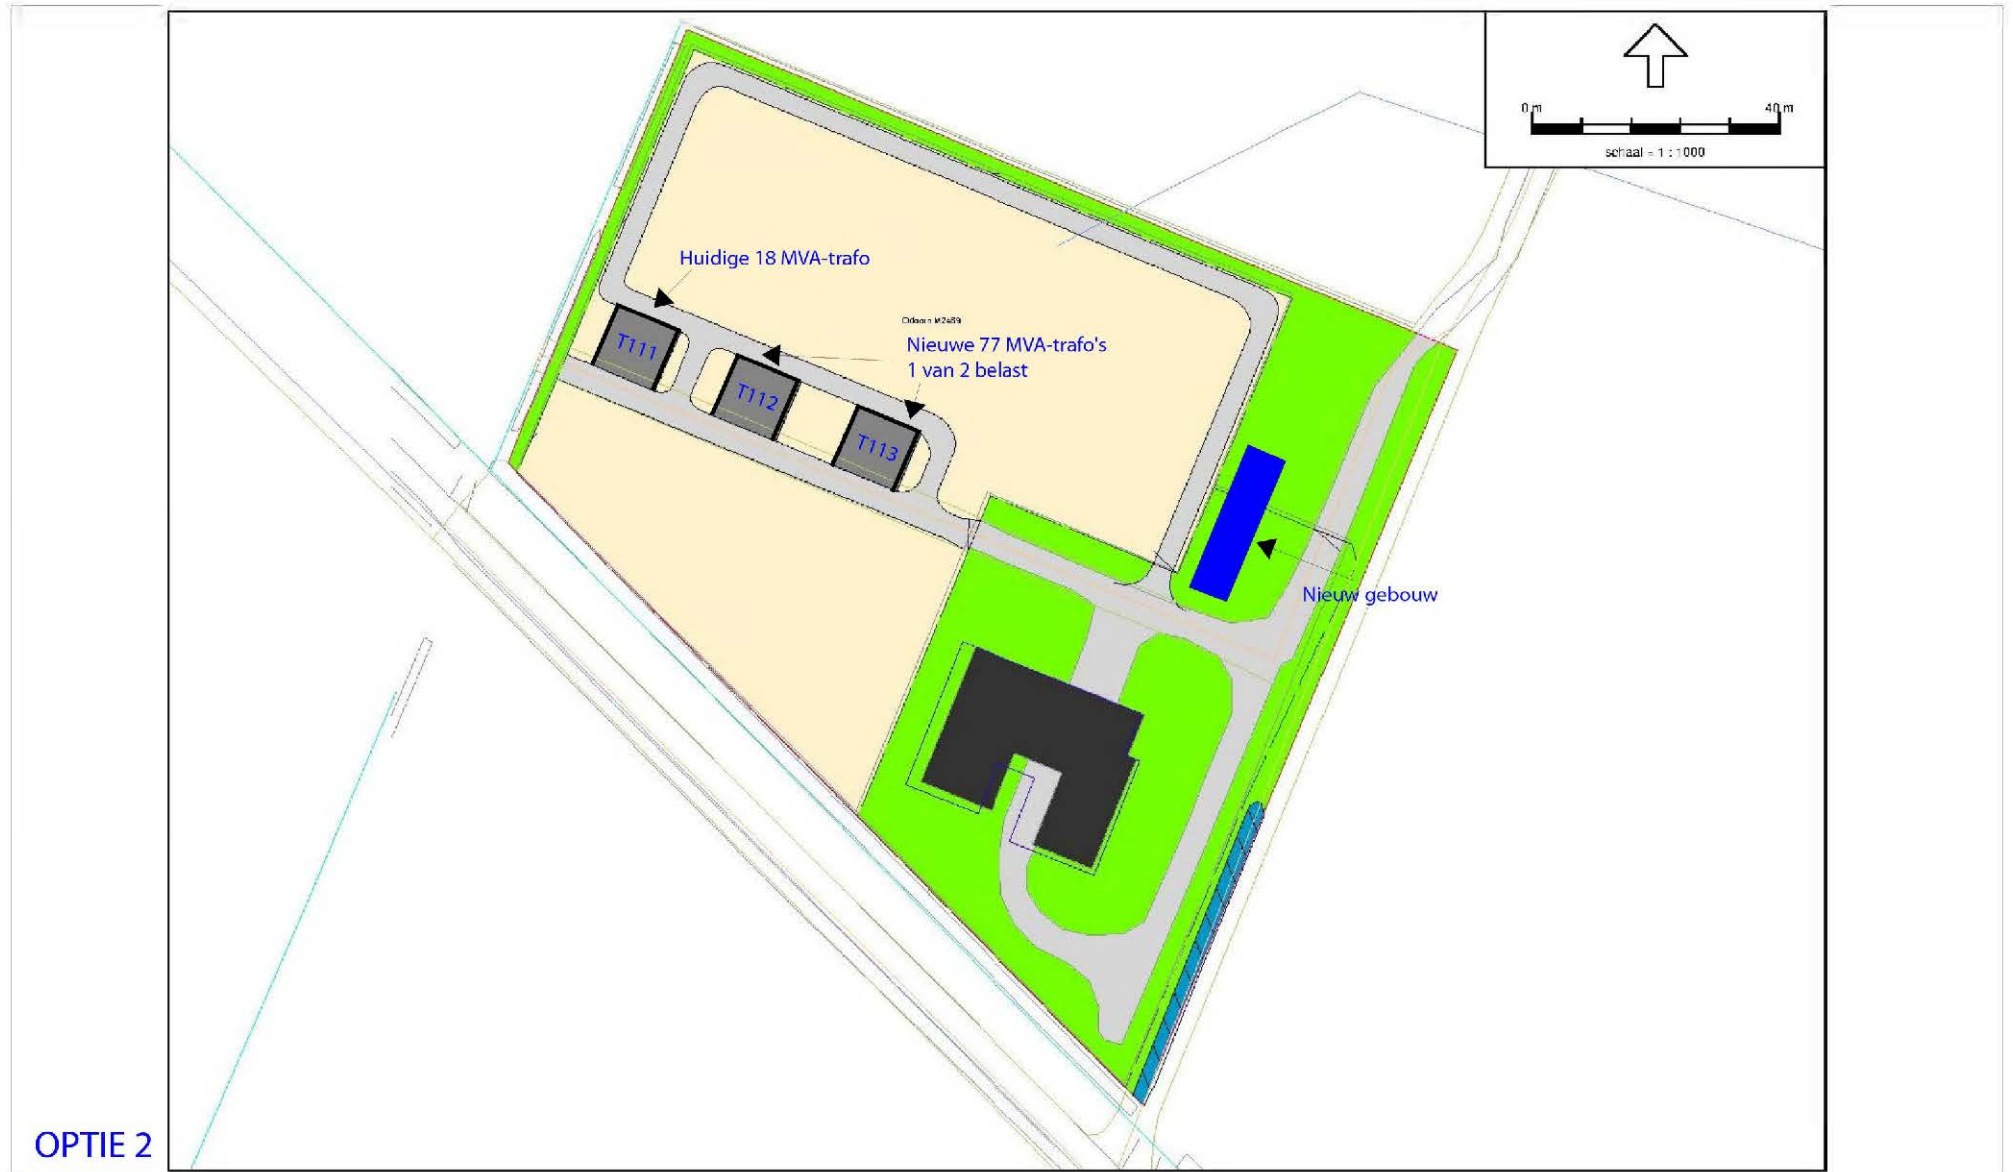 0 m
40 m
schaal = 1 : 1000
Huidige 18 MVA-trafo
Nieuwe 77 MVA-trafo's
1 van 2 belast
T111
T112
T113
Nieuw gebouw
OPTIE 2